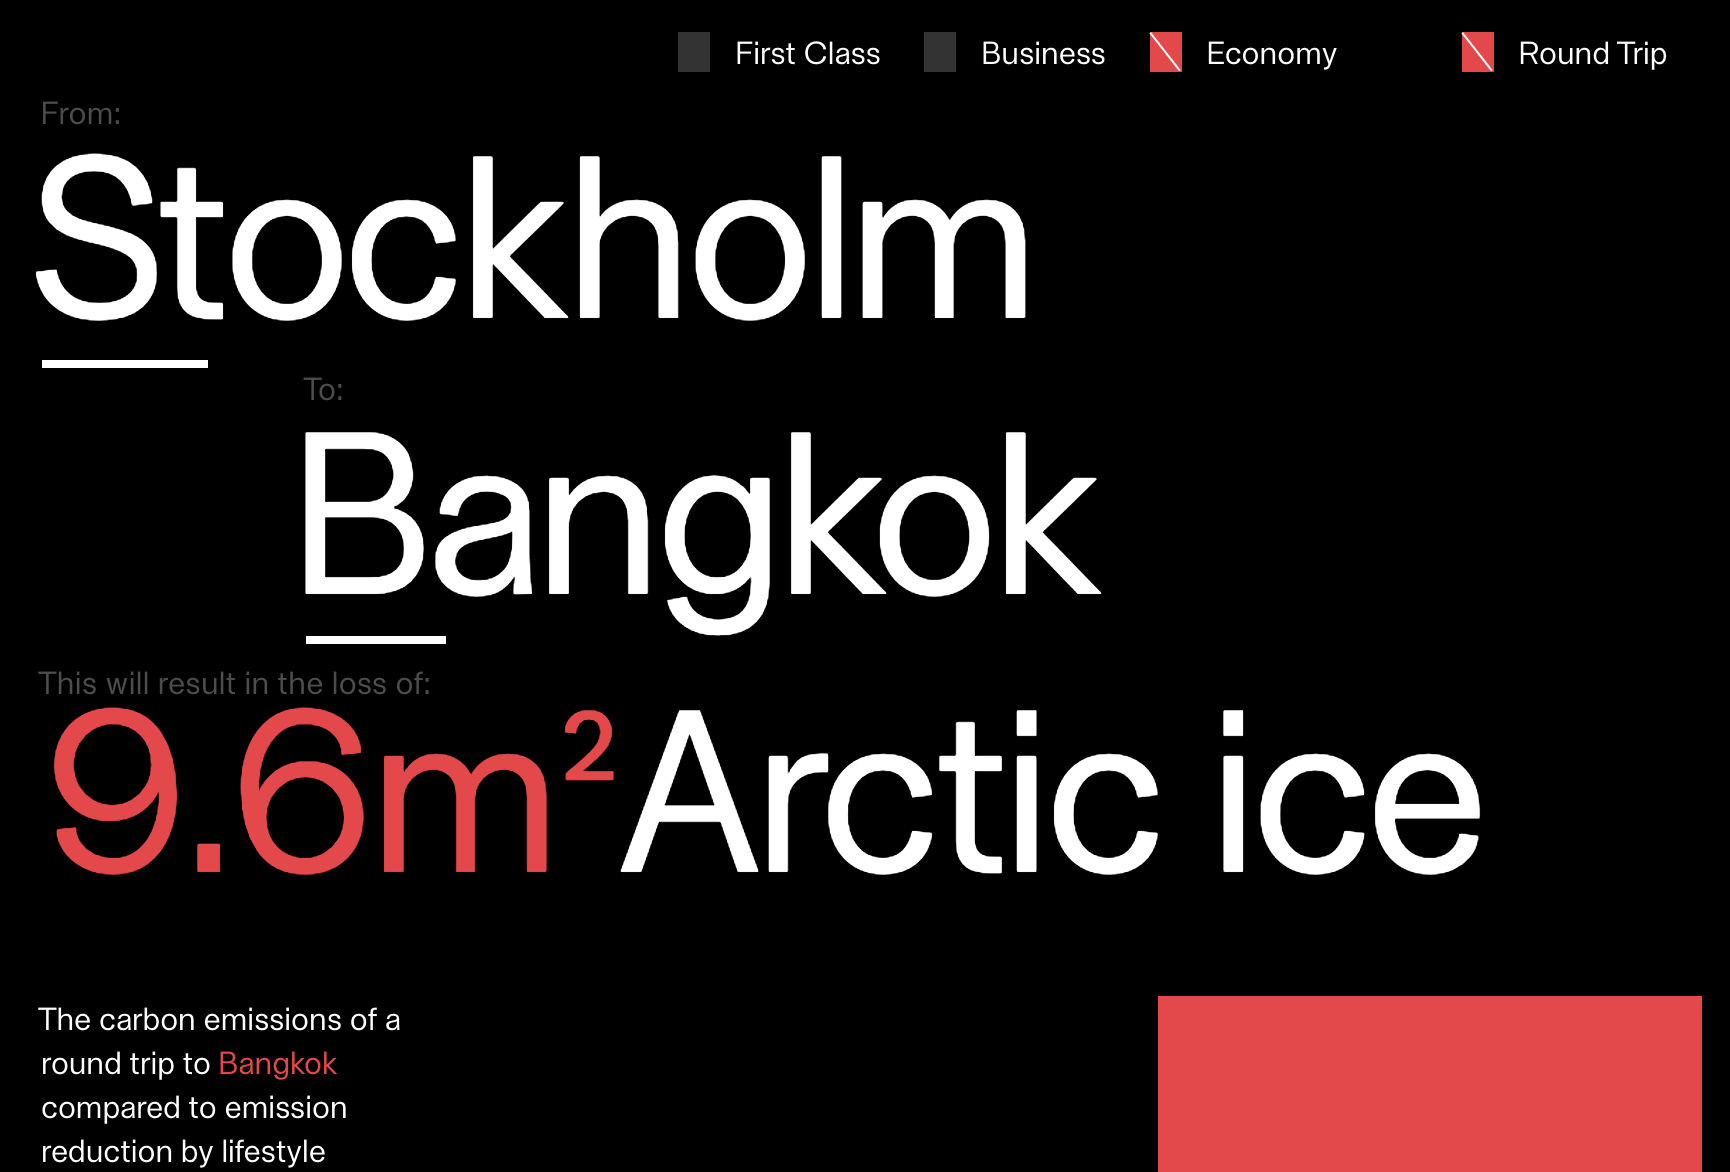 First Class Business Economy Round Trip
From:
Stockholm
To:
Bangkok
This will result in the loss of:
9.6m² Arctic ice
The carbon emissions of a
round trip to Bangkok
compared to emission
reduction by lifestyle